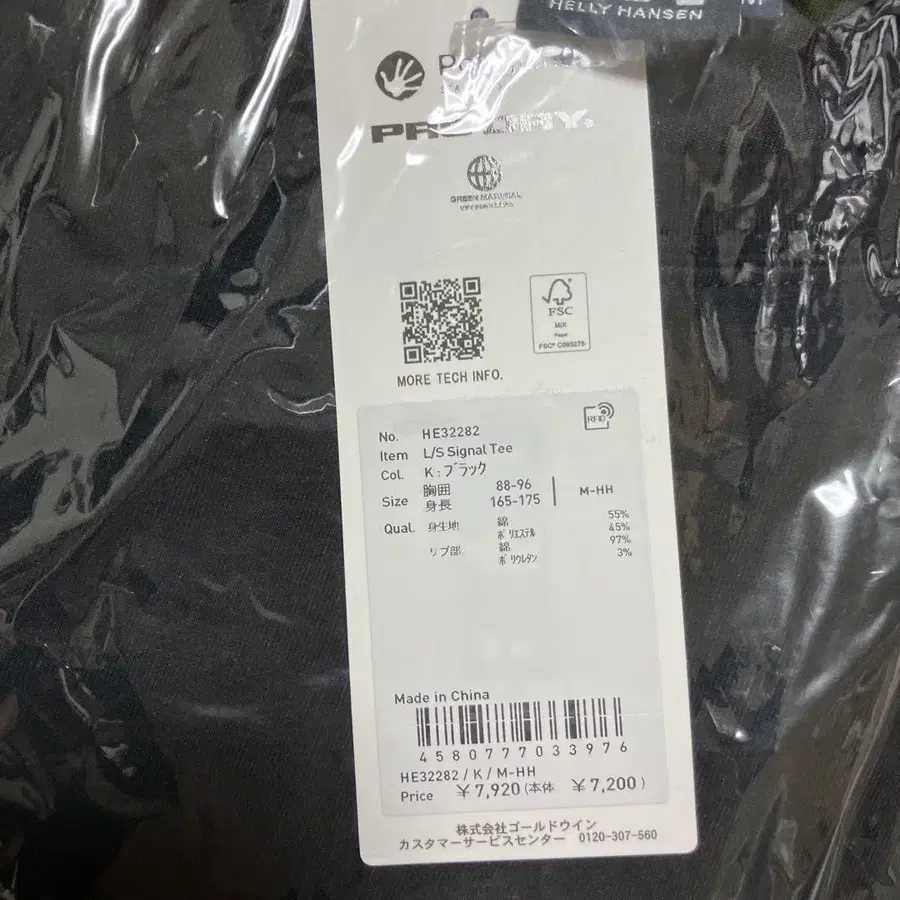 HELLY HANSEN
GREEN MATERIAL
FSC
MIX
Paper
FSC® C095275
MORE TECH INFO.
RFID
No. HE32282
Item L/S Signal Tee
Col. K:ブラック
Size 胸囲 88-96 M-HH
身長 165-175
Qual. 身生地 綿 55%
ポリエステル 45%
リブ部 綿 97%
ポリウレタン 3%
Made in China
4580777033976
HE32282/K/M-HH
Price ¥7,920(本体 ¥7,200)
株式会社ゴールドウイン
カスタマーサービスセンター 0120-307-560